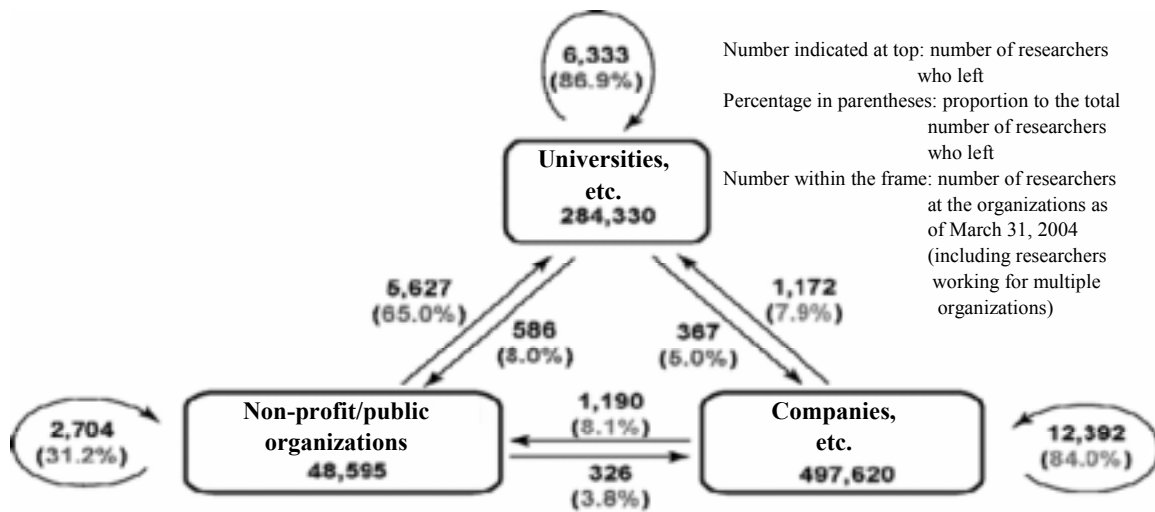 6,333
(86.9%)
Number indicated at top: number of researchers
who left
Percentage in parentheses: proportion to the total
number of researchers
who left
Number within the frame: number of researchers
at the organizations as
of March 31, 2004
(including researchers
working for multiple
organizations)
Universities,
etc.
284,330
5,627
(65.0%)
586
(8.0%)
367
(5.0%)
1,172
(7.9%)
Non-profit/public
organizations
48,595
2,704
(31.2%)
1,190
(8.1%)
326
(3.8%)
Companies,
etc.
497,620
12,392
(84.0%)